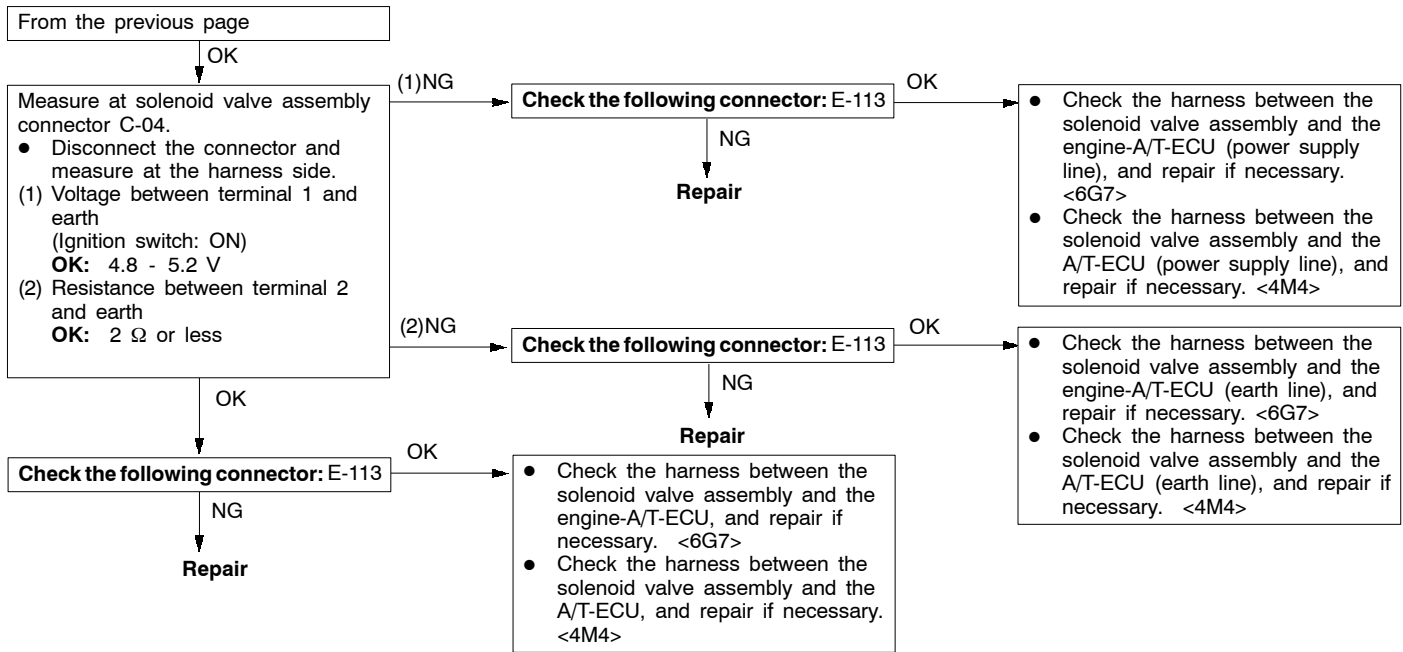 From the previous page
OK
Measure at solenoid valve assembly
connector C-04.
● Disconnect the connector and
measure at the harness side.
(1) Voltage between terminal 1 and
earth
(Ignition switch: ON)
OK: 4.8 - 5.2 V
(2) Resistance between terminal 2
and earth
OK: 2 Ω or less
(1)NG
Check the following connector: E-113
OK
● Check the harness between the
solenoid valve assembly and the
engine-A/T-ECU (power supply
line), and repair if necessary.
<6G7>
● Check the harness between the
solenoid valve assembly and the
A/T-ECU (power supply line), and
repair if necessary. <4M4>
NG
Repair
(2)NG
Check the following connector: E-113
OK
● Check the harness between the
solenoid valve assembly and the
engine-A/T-ECU (earth line), and
repair if necessary. <6G7>
● Check the harness between the
solenoid valve assembly and the
A/T-ECU (earth line), and repair if
necessary. <4M4>
NG
Repair
OK
Check the following connector: E-113
OK
● Check the harness between the
solenoid valve assembly and the
engine-A/T-ECU, and repair if
necessary. <6G7>
● Check the harness between the
solenoid valve assembly and the
A/T-ECU, and repair if necessary.
<4M4>
NG
Repair